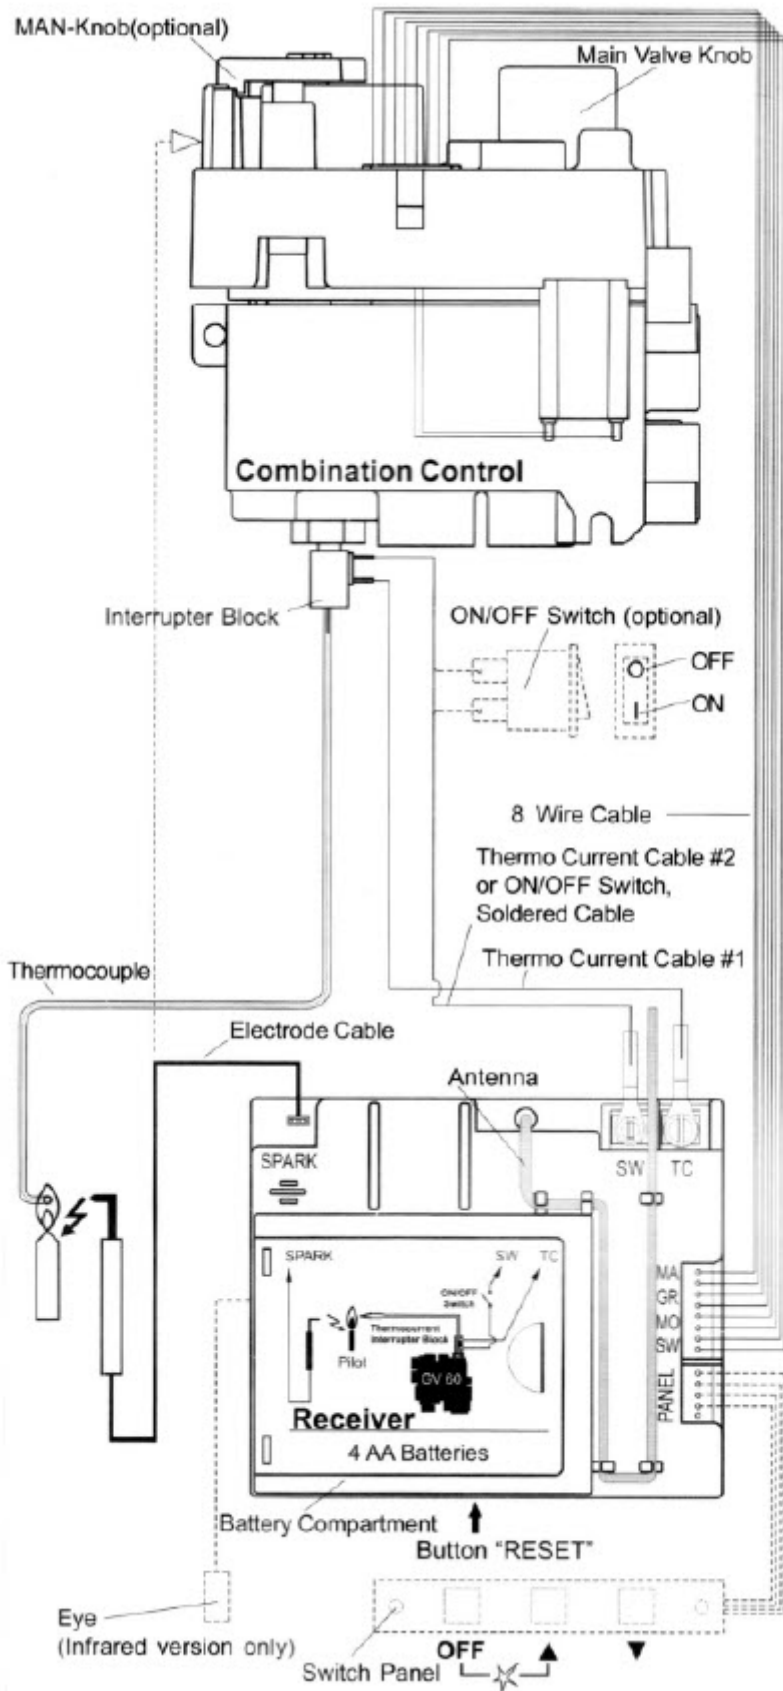 MAN-Knob(optional)
Main Valve Knob
Combination Control
Interrupter Block
ON/OFF Switch (optional)
OFF
ON
8 Wire Cable
Thermo Current Cable #2
or ON/OFF Switch,
Soldered Cable
Thermo Current Cable #1
Thermocouple
Electrode Cable
Antenna
SPARK
SW TC
SPARK
SW TC
ON/OFF
Switch
Thermocurrent
Interrupter Block
Pilot
GV 60
MA
GR
MO
SW
PANEL
Receiver
4 AA Batteries
Battery Compartment
Button "RESET"
Eye
(Infrared version only)
Switch Panel
OFF